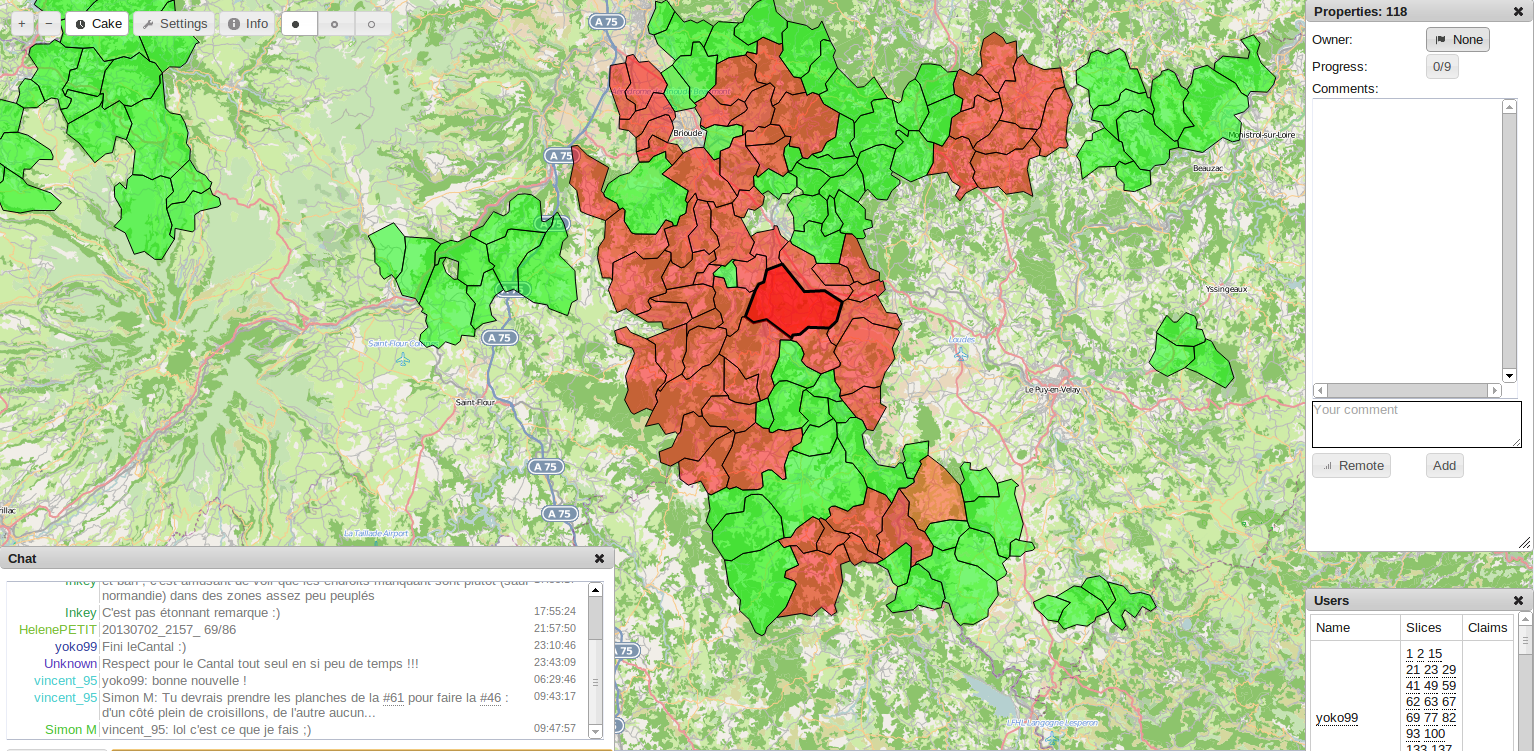 + − Cake Settings Info
A 75
Properties: 118
Owner: None
Progress: 0/9
Comments:
Brioude
Monistrol-sur-Loire
A 75
Beauzac
Yssingeaux
A 75
Saint-Flour
Loudes
Le Puy-en-Velay
Saint-Flour
Your comment
Remote Add
A 75
A 75
La Taillade Airport
Chat
Inkey et ban , c'est amusant de voir que les endroits manquant sont plutôt (sauf
normandie) dans des zones assez peu peuplés
Inkey C'est pas étonnant remarque :) 17:55:24
HelenePETIT 20130702_2157_ 69/86 21:57:50
yoko99 Fini leCantal :) 23:10:46
Unknown Respect pour le Cantal tout seul en si peu de temps !!! 23:43:09
vincent_95 yoko99: bonne nouvelle ! 06:29:46
vincent_95 Simon M: Tu devrais prendre les planches de la #61 pour faire la #46 : 09:43:17
d'un côté plein de croisillons, de l'autre aucun...
Simon M vincent_95: lol c'est ce que je fais ;) 09:47:57
A 75
LFHL Langogne Lesperon
Users
Name Slices Claims
yoko99
1 2 15
21 23 29
41 49 59
62 63 67
69 77 82
93 100
133 137